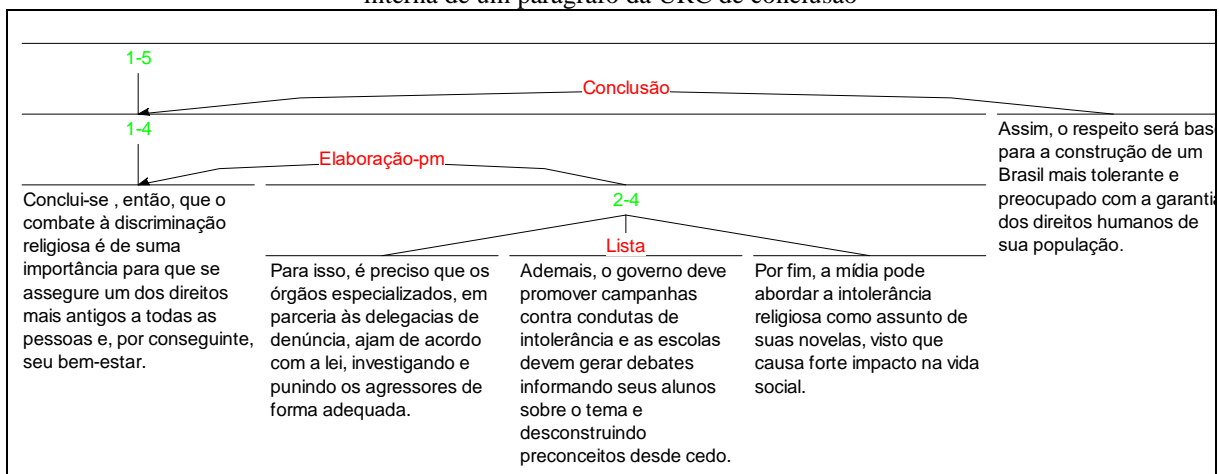 interna de um parágrafo da URC de conclusão
1-5
Conclusão
1-4
Elaboração-pm
2-4
Lista
Conclui-se , então, que o
combate à discriminação
religiosa é de suma
importância para que se
assegure um dos direitos
mais antigos a todas as
pessoas e, por conseguinte,
seu bem-estar.
Para isso, é preciso que os
órgãos especializados, em
parceria às delegacias de
denúncia, ajam de acordo
com a lei, investigando e
punindo os agressores de
forma adequada.
Ademais, o governo deve
promover campanhas
contra condutas de
intolerância e as escolas
devem gerar debates
informando seus alunos
sobre o tema e
desconstruindo
preconceitos desde cedo.
Por fim, a mídia pode
abordar a intolerância
religiosa como assunto de
suas novelas, visto que
causa forte impacto na vida
social.
Assim, o respeito será bas
para a construção de um
Brasil mais tolerante e
preocupado com a garantia
dos direitos humanos de
sua população.